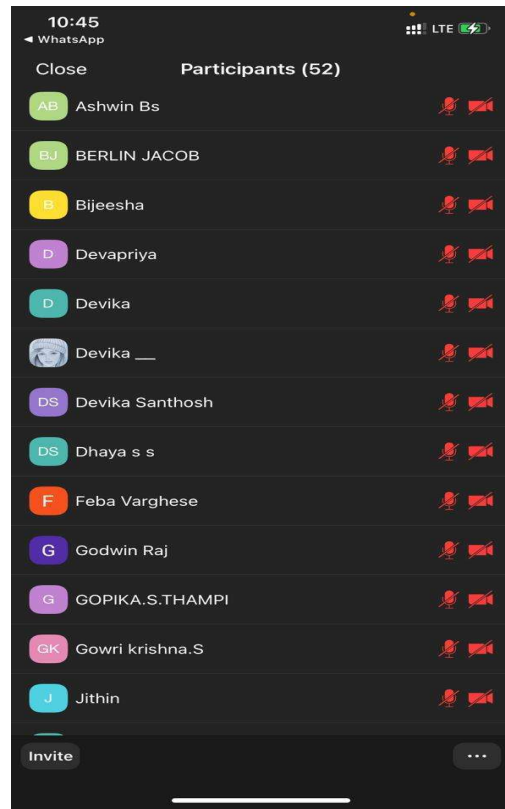 10:45
LTE
◀ WhatsApp
Close Participants (52)
AB Ashwin Bs
BJ BERLIN JACOB
B Bijeesha
D Devapriya
D Devika
Devika __
DS Devika Santhosh
DS Dhaya s s
F Feba Varghese
G Godwin Raj
G GOPIKA.S.THAMPI
GK Gowri krishna.S
J Jithin
Invite ...